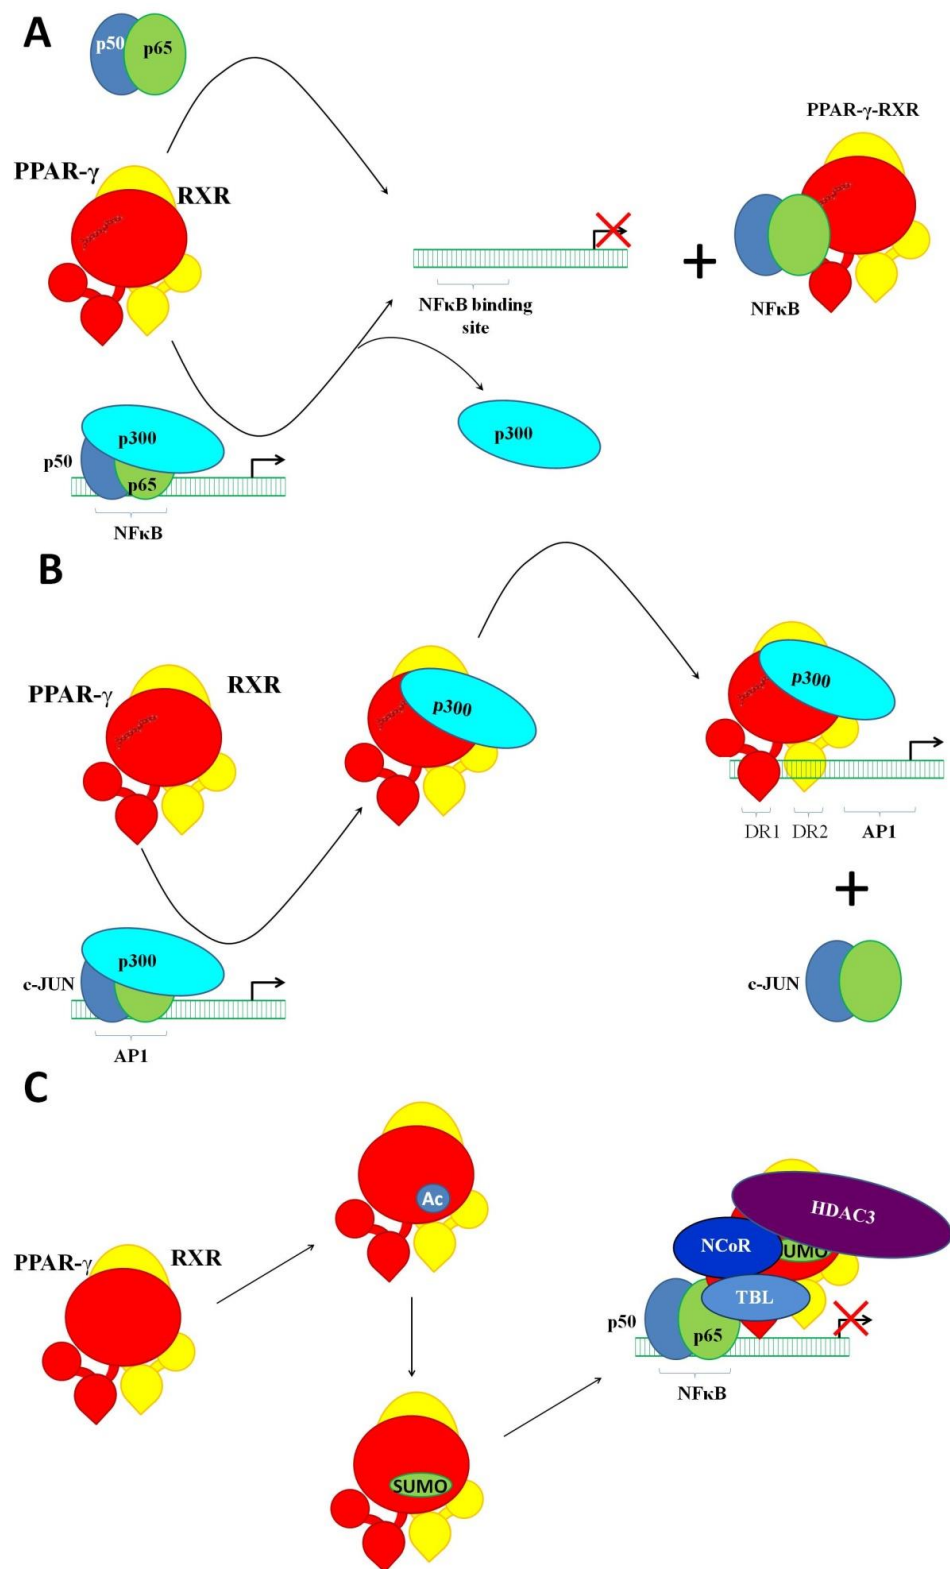 A
p50
p65
PPAR-γ
RXR
PPAR-γ-RXR
NFκB binding
site
+
NFκB
p300
p50
p65
NFκB
p300
B
PPAR-γ
RXR
p300
p300
DR1
DR2
AP1
+
c-JUN
p300
c-JUN
AP1
C
PPAR-γ
RXR
Ac
SUMO
HDAC3
NCoR
UMO
TBL
p50
p65
NFκB